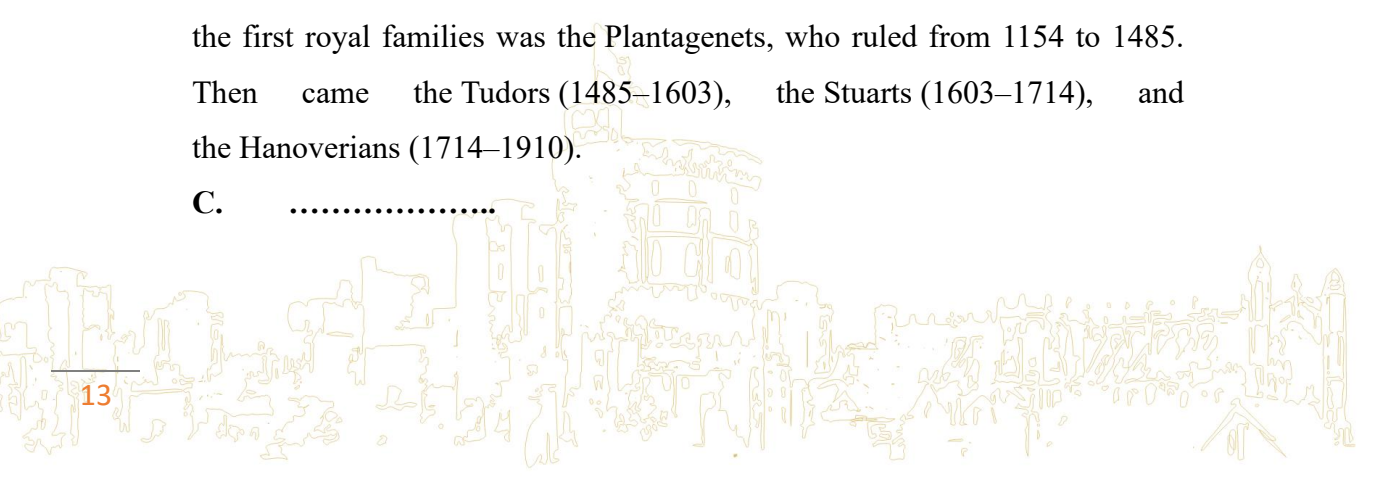 the first royal families was the Plantagenets, who ruled from 1154 to 1485.
Then came the Tudors (1485–1603), the Stuarts (1603–1714), and
the Hanoverians (1714–1910).
C. ………………...
13